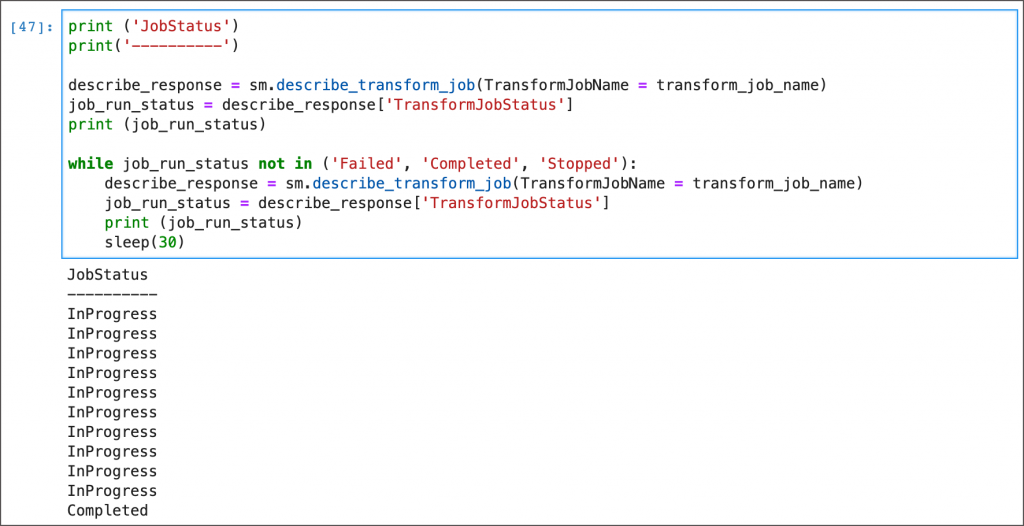 [47]:
print ('JobStatus')
print('----------')

describe_response = sm.describe_transform_job(TransformJobName = transform_job_name)
job_run_status = describe_response['TransformJobStatus']
print (job_run_status)

while job_run_status not in ('Failed', 'Completed', 'Stopped'):
    describe_response = sm.describe_transform_job(TransformJobName = transform_job_name)
    job_run_status = describe_response['TransformJobStatus']
    print (job_run_status)
    sleep(30)
JobStatus
----------
InProgress
InProgress
InProgress
InProgress
InProgress
InProgress
InProgress
InProgress
InProgress
InProgress
Completed